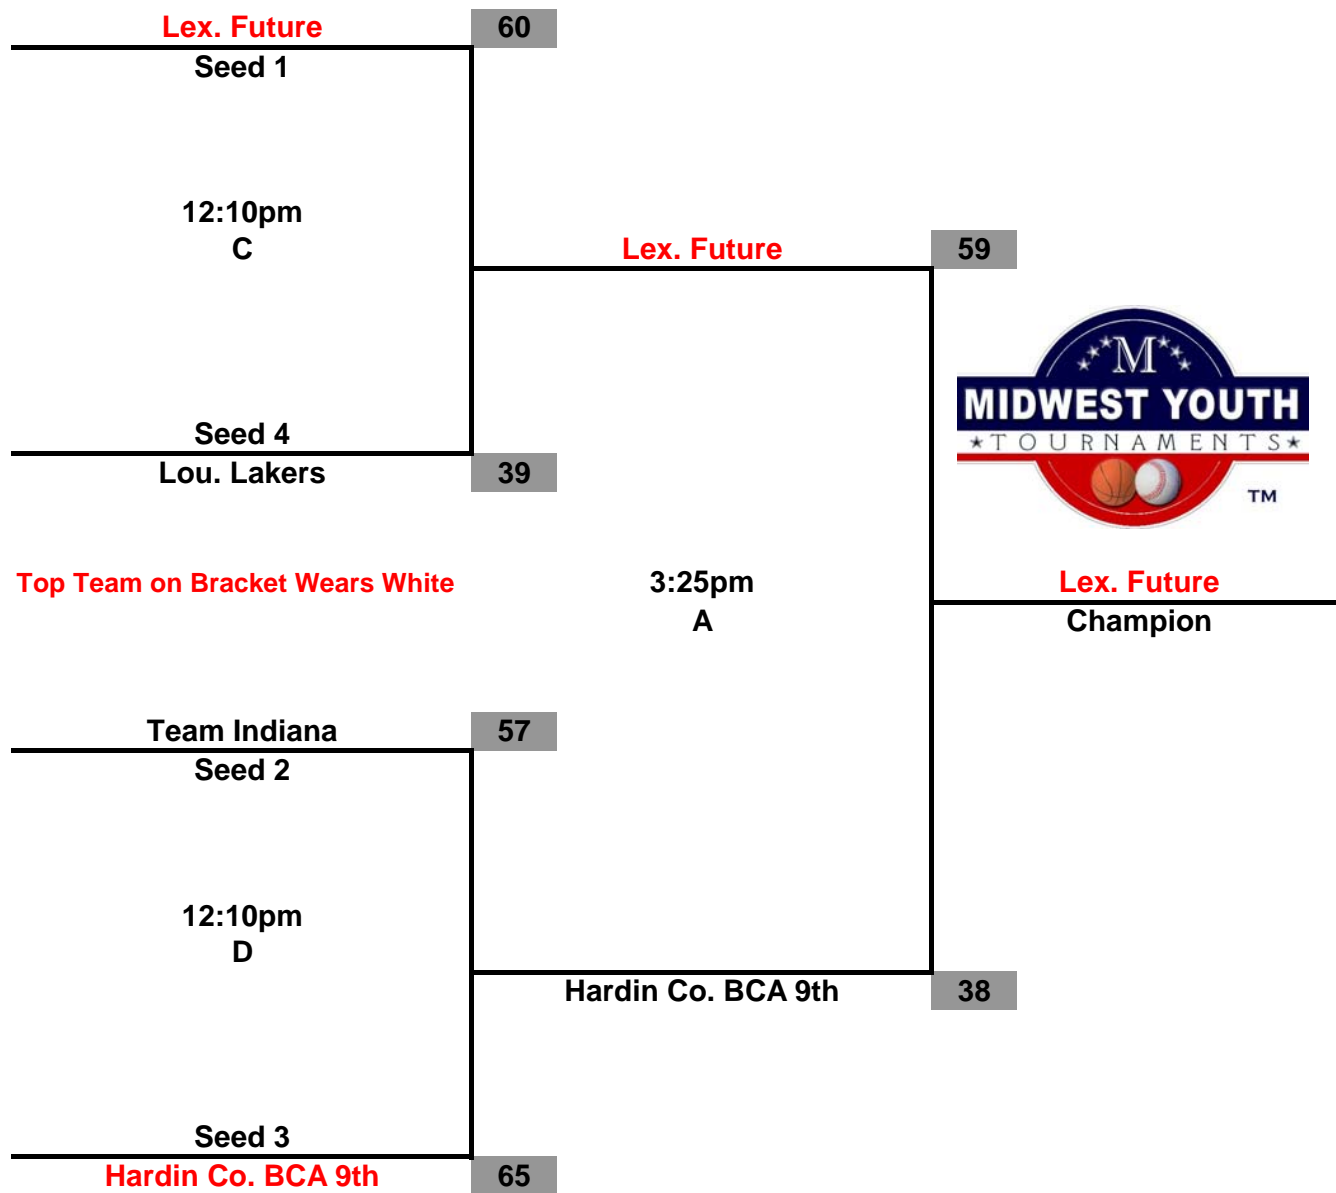 Lex. Future 60
Seed 1
12:10pm
C
Lex. Future 59
M
MIDWEST YOUTH
TOURNAMENTS
TM
Seed 4
Lou. Lakers 39
Top Team on Bracket Wears White
3:25pm
A
Lex. Future
Champion
Team Indiana 57
Seed 2
12:10pm
D
Hardin Co. BCA 9th 38
Seed 3
Hardin Co. BCA 9th 65